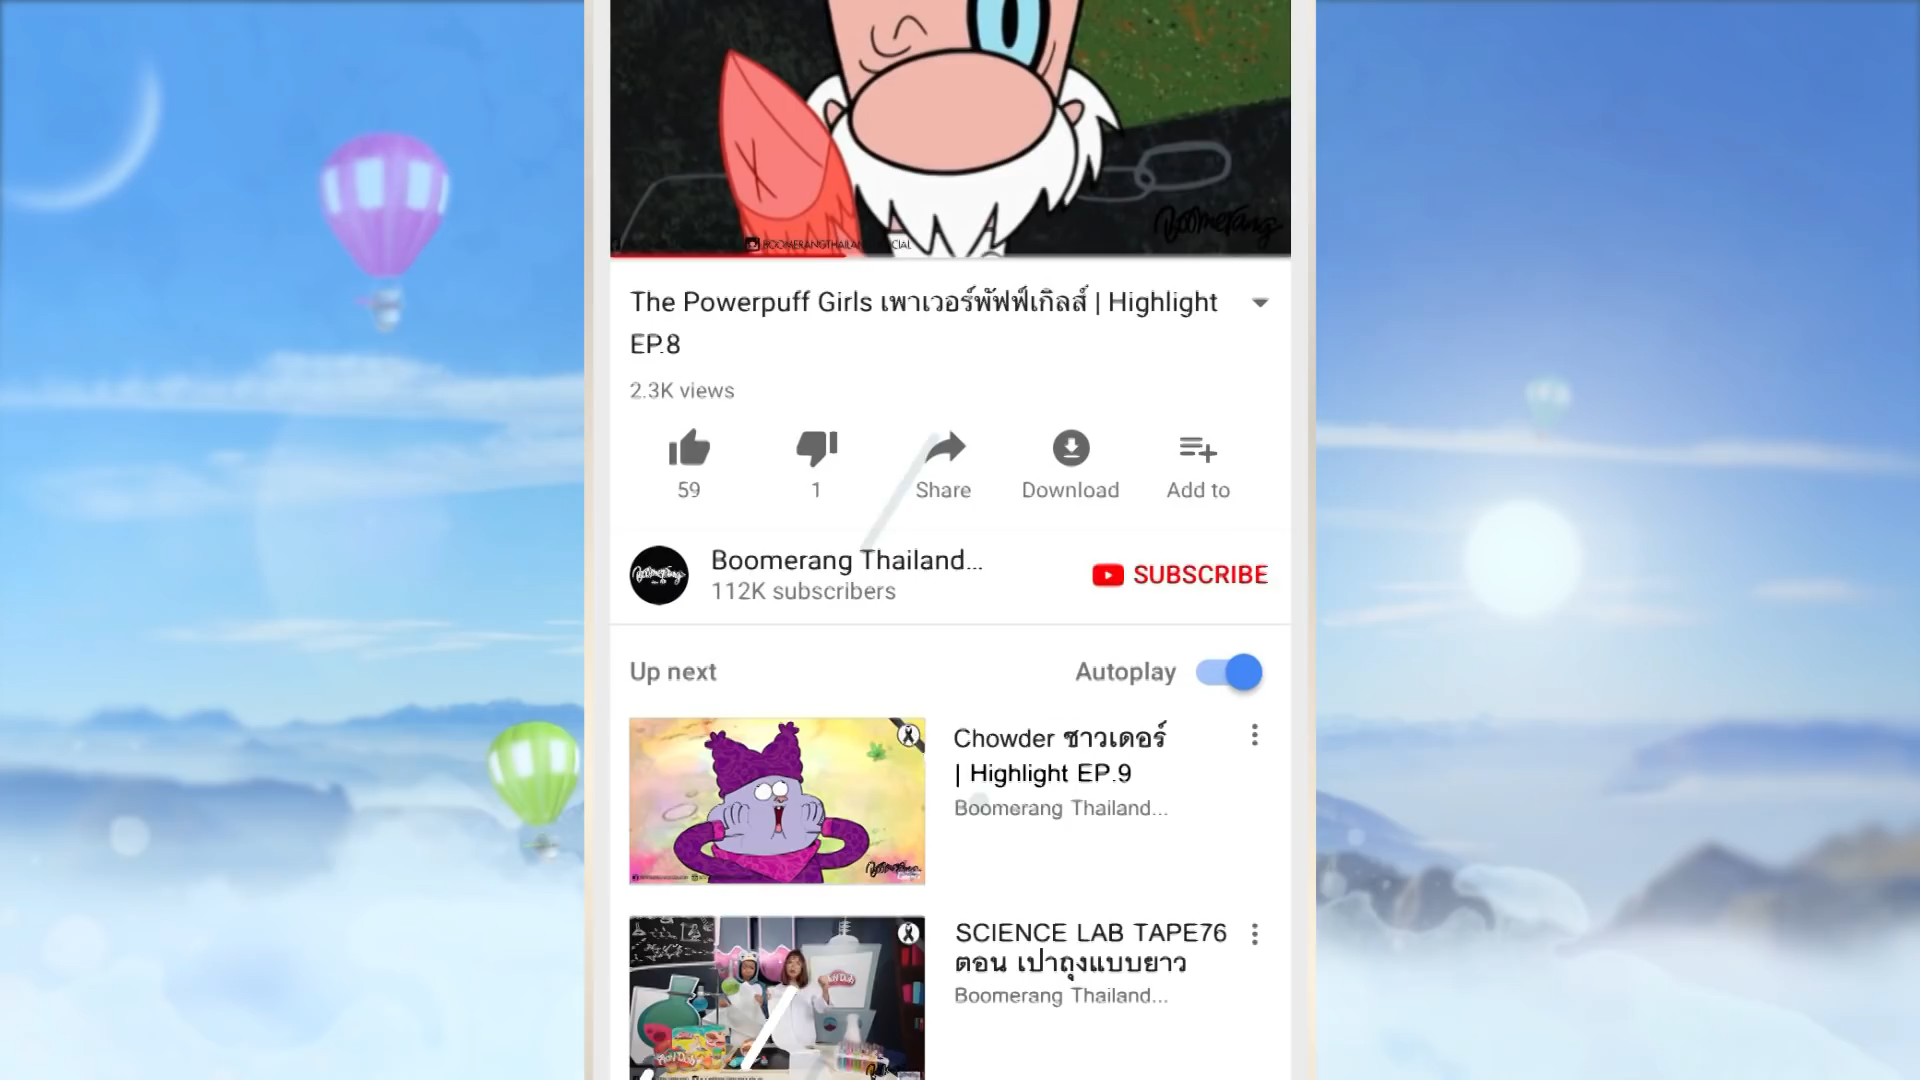 Boomerang
The Powerpuff Girls เพาเวอร์พัฟฟ์เกิลส์ | Highlight
EP.8
2.3K views
59
1
Share
Download
Add to
Boomerang Thailand...
112K subscribers
SUBSCRIBE
Up next
Autoplay
Chowder ชาวเดอร์
| Highlight EP.9
Boomerang Thailand...
SCIENCE LAB TAPE76
ตอน เป่าถุงแบบยาว
Boomerang Thailand...